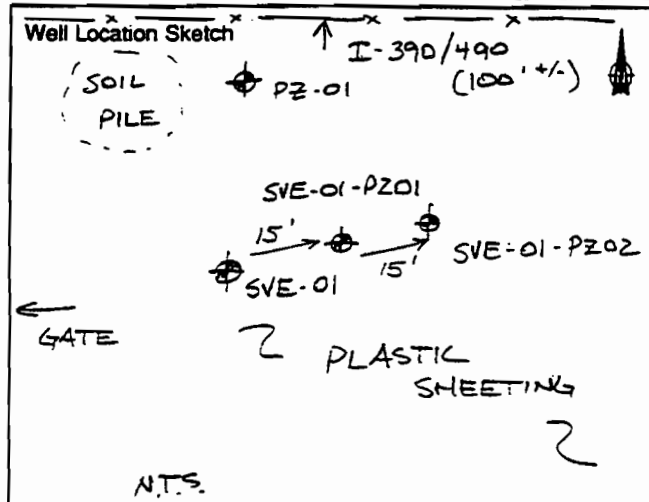 Well Location Sketch
I-390/490
(100' +/-)
SOIL
PILE
PZ-01
SVE-01-PZ01
15'
15'
SVE-01-PZ02
SVE-01
GATE
PLASTIC
SHEETING
N.T.S.